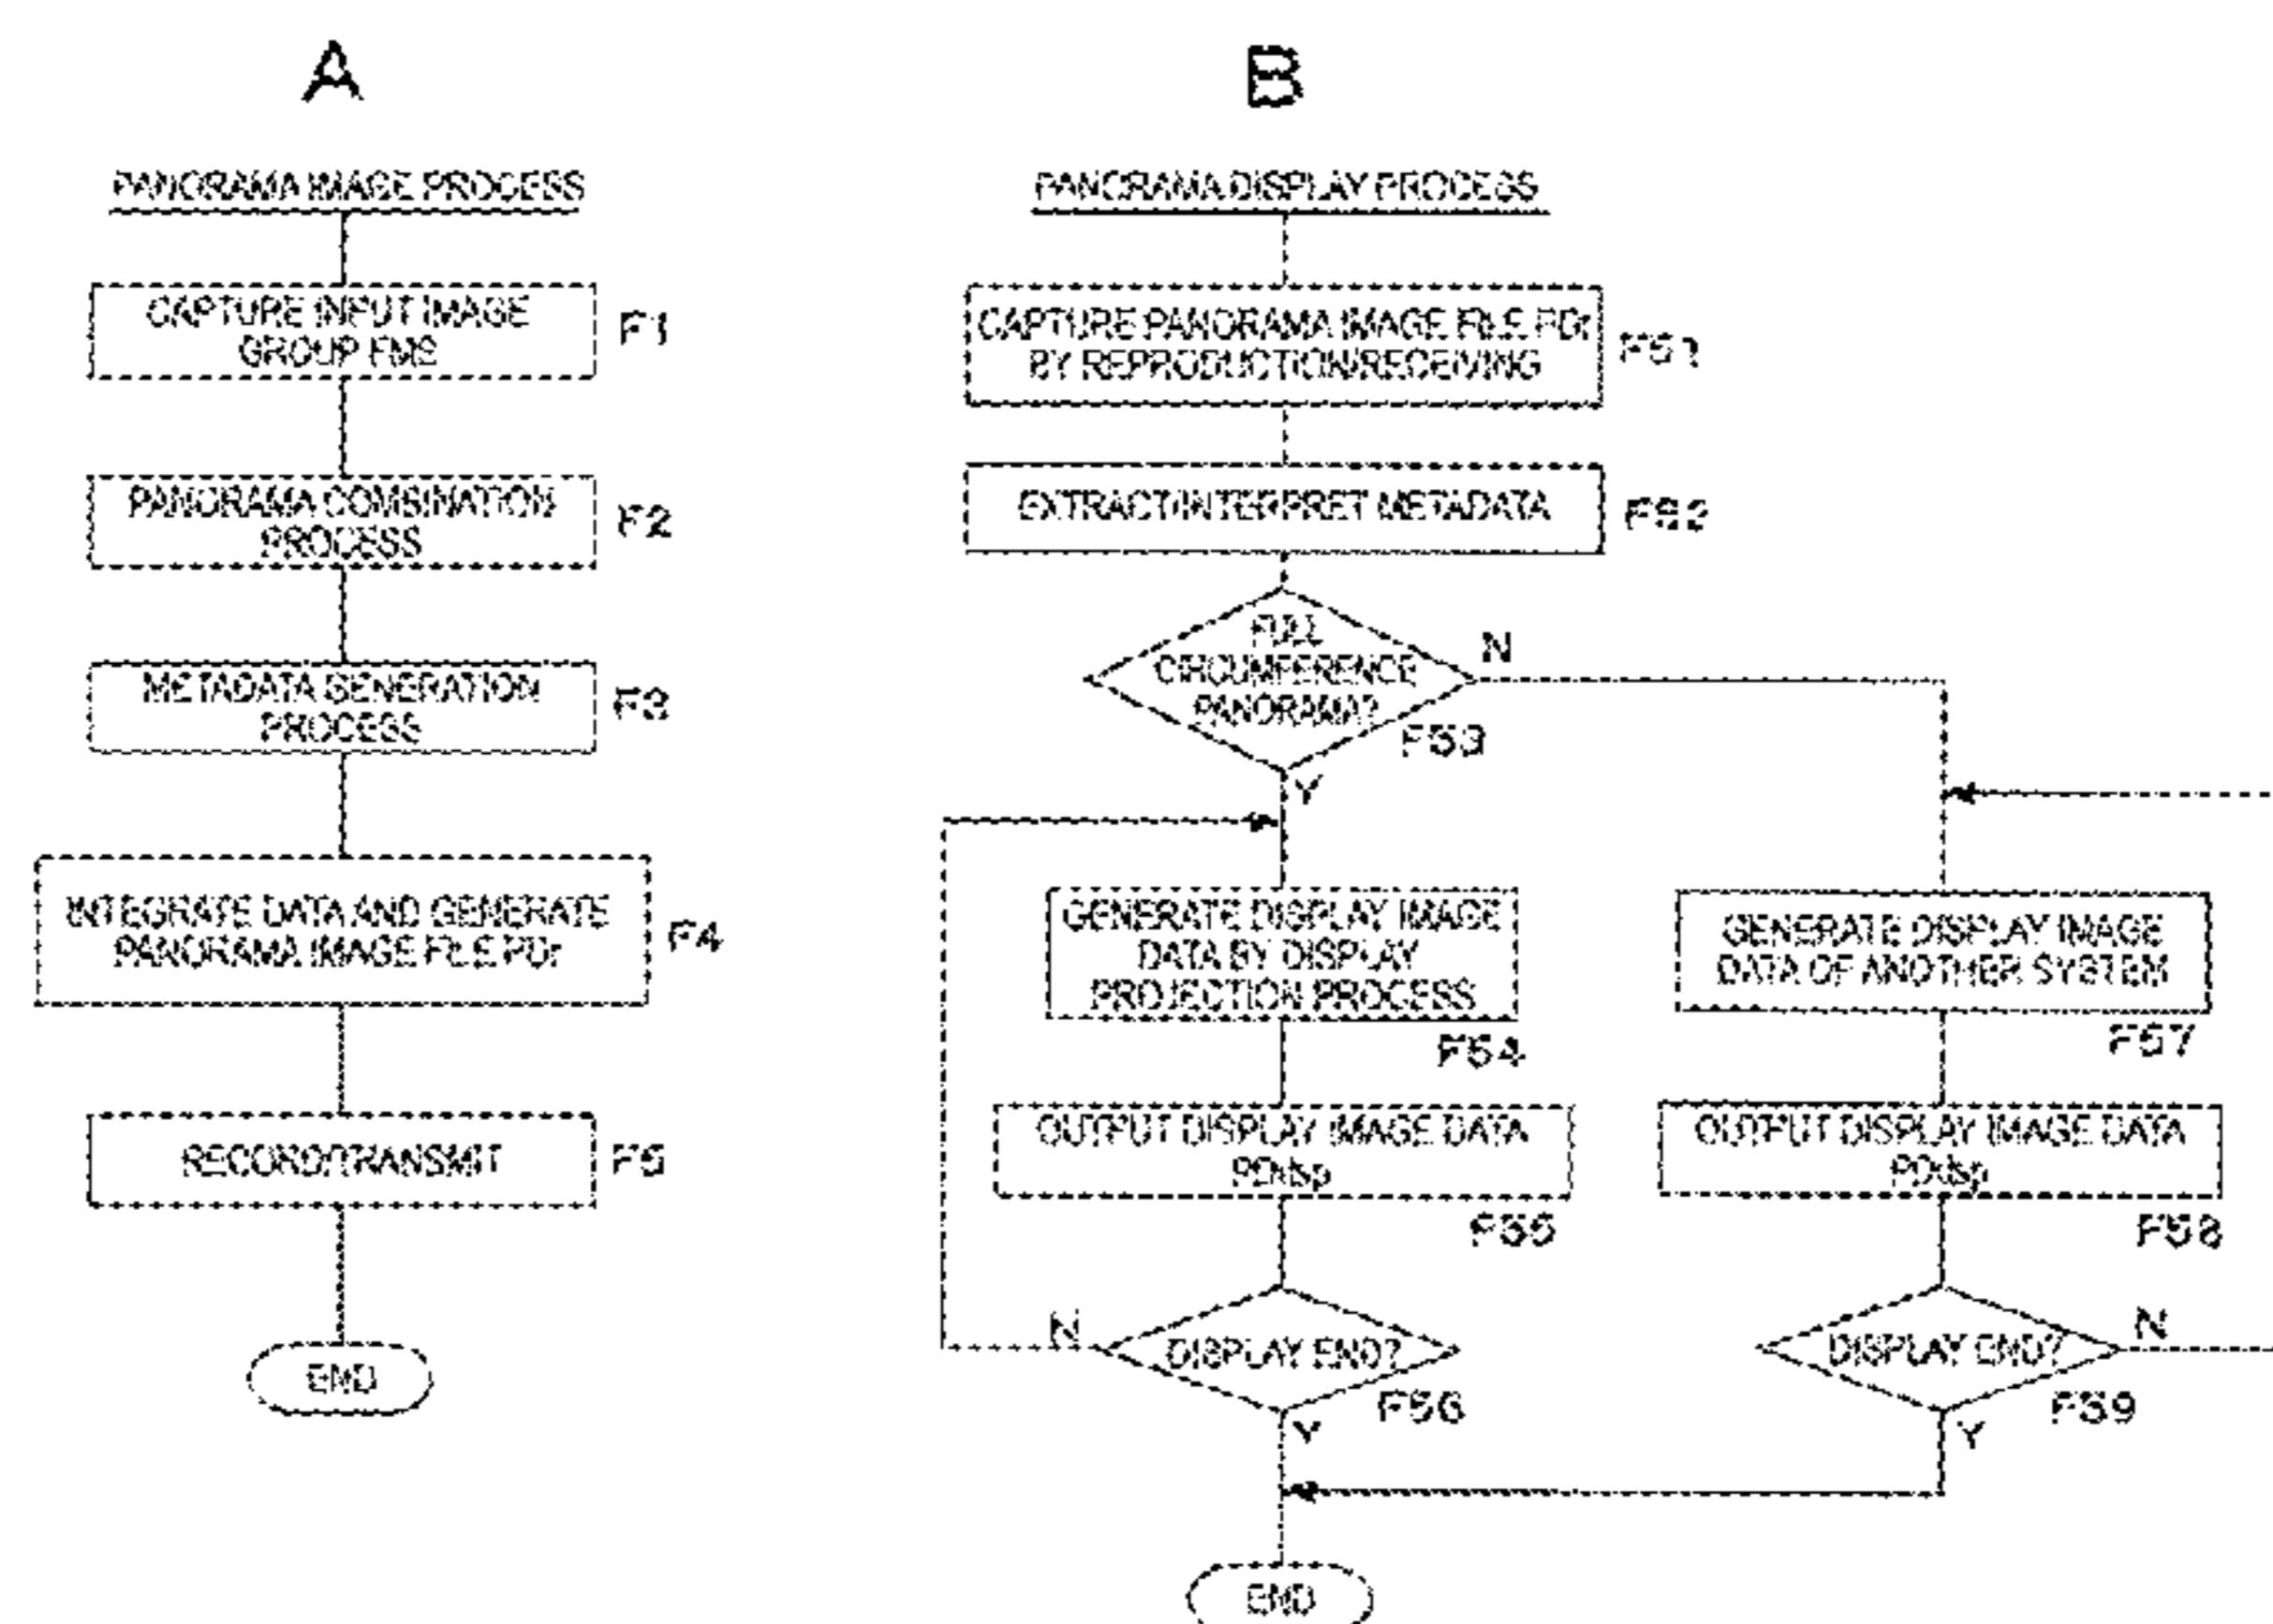 A
PANORAMA IMAGE PROCESS
CAPTURE INPUT IMAGE
GROUP FMS
F1
PANORAMA COMBINATION
PROCESS
F2
METADATA GENERATION
PROCESS
F3
INTEGRATE DATA AND GENERATE
PANORAMA IMAGE FILE PDr
F4
RECORD/TRANSMIT
F5
END
B
PANORAMA DISPLAY PROCESS
CAPTURE PANORAMA IMAGE FILE PDr
BY REPRODUCTION/RECEIVING
F51
EXTRACT/INTERPRET METADATA
F52
FULL
CIRCUMFERENCE
PANORAMA?
N
F53
Y
GENERATE DISPLAY IMAGE
DATA BY DISPLAY
PROJECTION PROCESS
F54
OUTPUT DISPLAY IMAGE DATA
PDdsp
F55
N
DISPLAY END?
F56
Y
GENERATE DISPLAY IMAGE
DATA OF ANOTHER SYSTEM
F57
OUTPUT DISPLAY IMAGE DATA
PDdsp
F58
DISPLAY END?
N
F59
Y
END